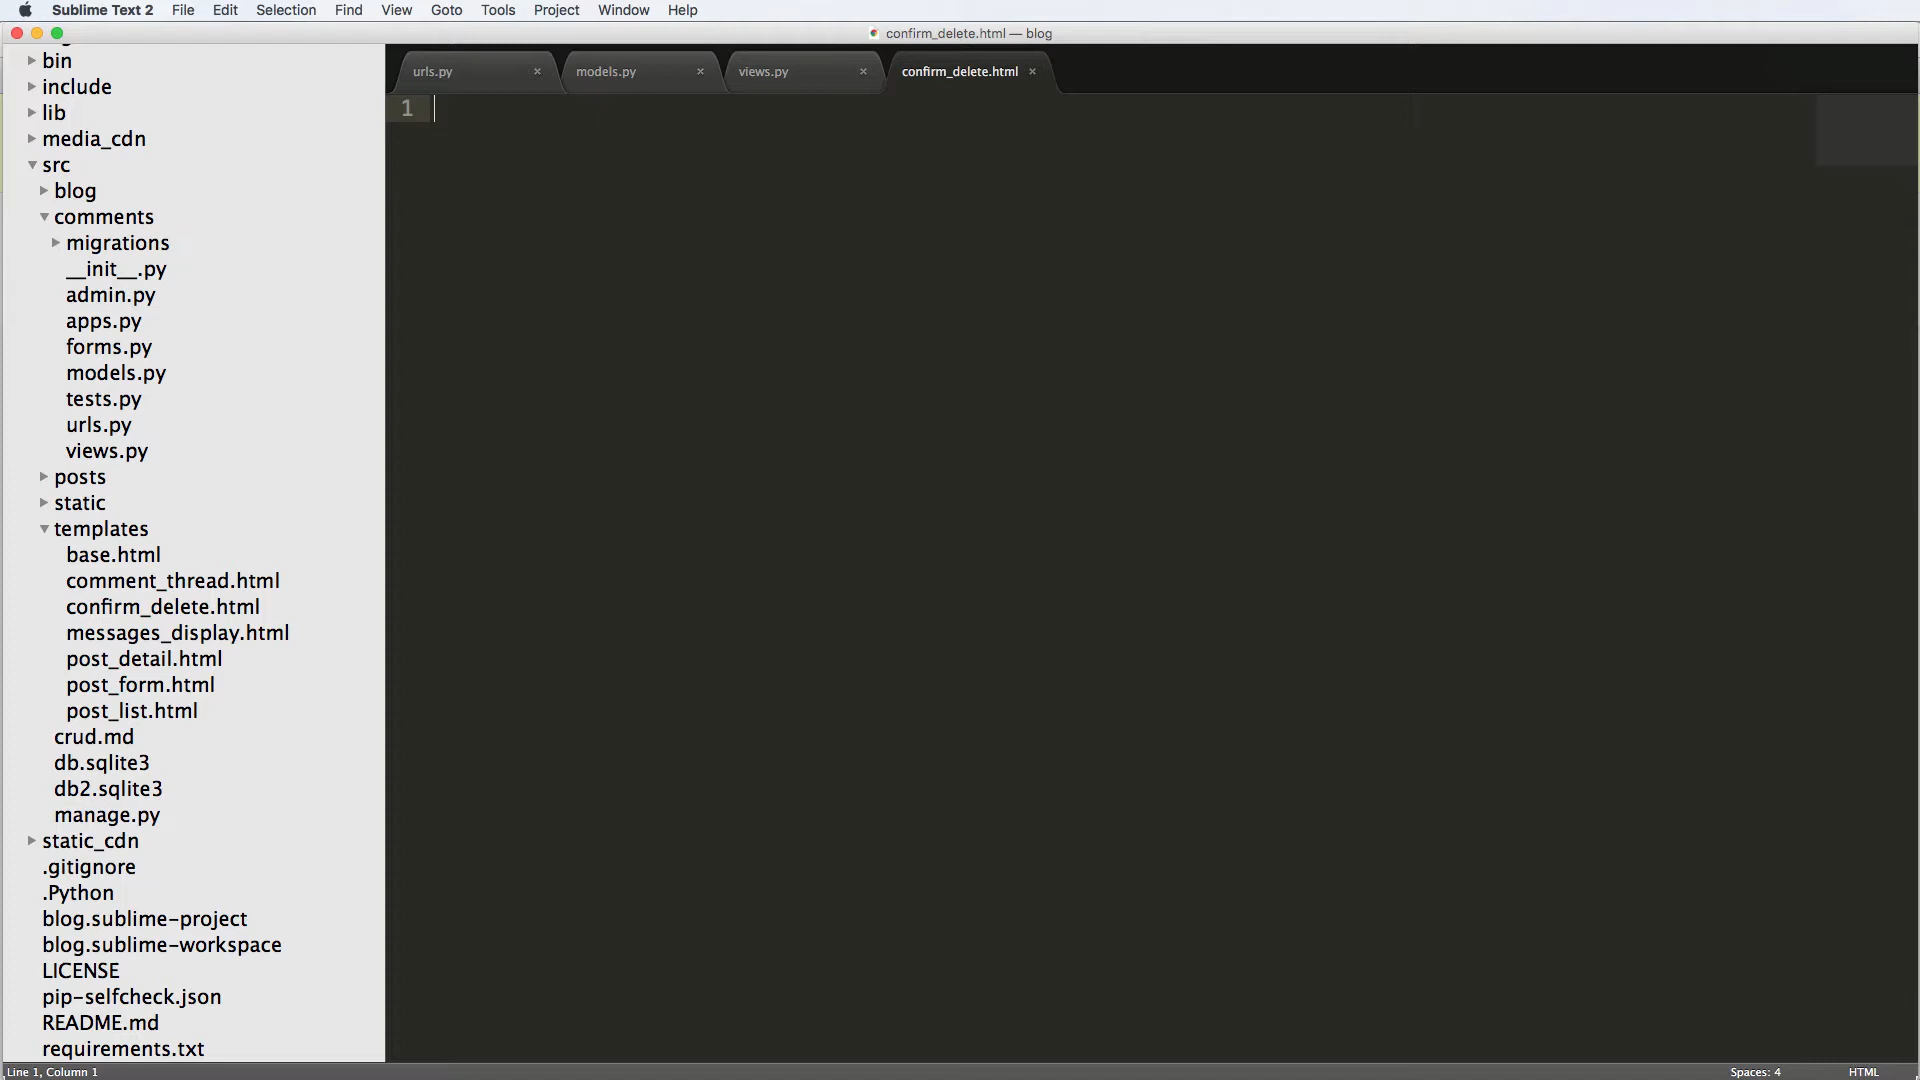 Sublime Text 2 File Edit Selection Find View Goto Tools Project Window Help
confirm_delete.html — blog
urls.py × models.py × views.py × confirm_delete.html ×
1
bin
include
lib
media_cdn
src
blog
comments
migrations
__init__.py
admin.py
apps.py
forms.py
models.py
tests.py
urls.py
views.py
posts
static
templates
base.html
comment_thread.html
confirm_delete.html
messages_display.html
post_detail.html
post_form.html
post_list.html
crud.md
db.sqlite3
db2.sqlite3
manage.py
static_cdn
.gitignore
.Python
blog.sublime-project
blog.sublime-workspace
LICENSE
pip-selfcheck.json
README.md
requirements.txt
Line 1, Column 1 Spaces: 4 HTML